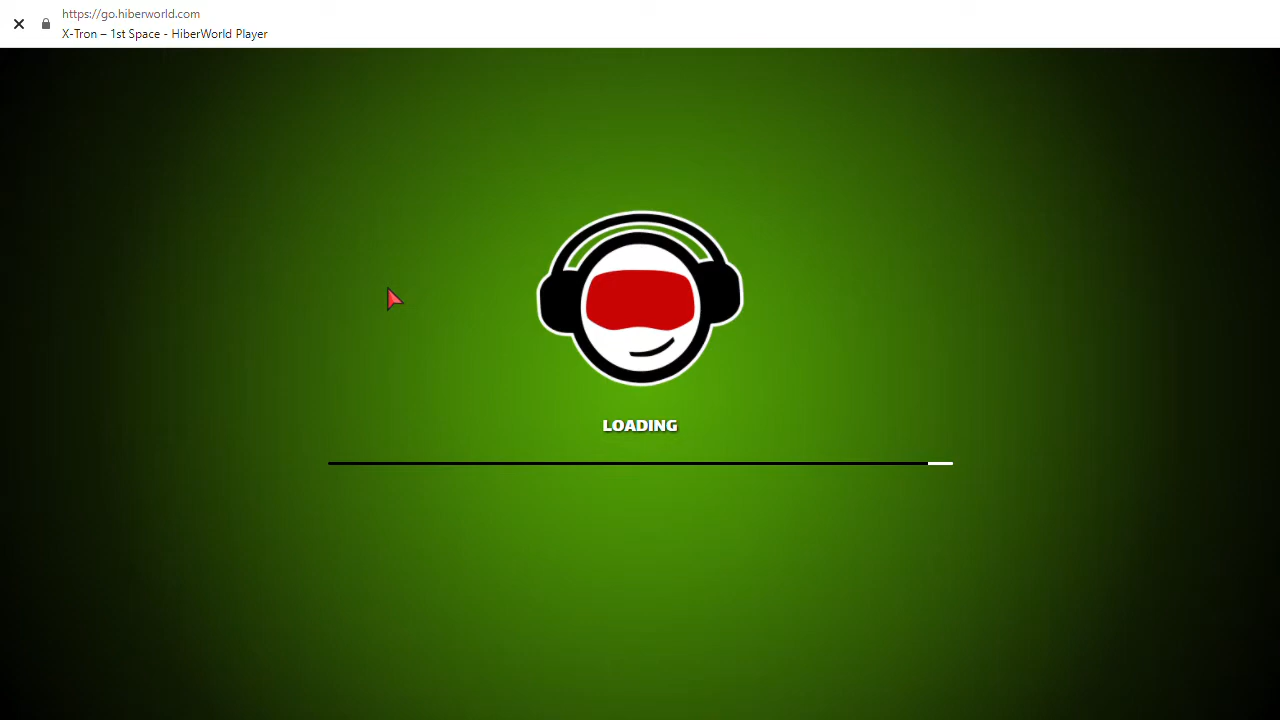 https://go.hiberworld.com
X-Tron – 1st Space - HiberWorld Player
LOADING